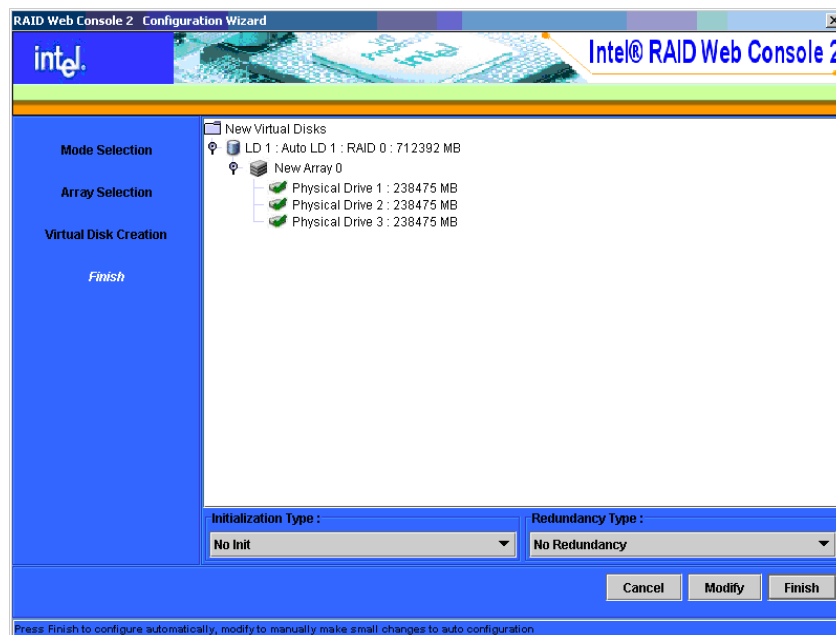 RAID Web Console 2 Configuration Wizard
intel.
intel
Intel® RAID Web Console 2
Mode Selection
Array Selection
Virtual Disk Creation
Finish
New Virtual Disks
LD 1 : Auto LD 1 : RAID 0 : 712392 MB
New Array 0
Physical Drive 1 : 238475 MB
Physical Drive 2 : 238475 MB
Physical Drive 3 : 238475 MB
Initialization Type :
No Init
Redundancy Type :
No Redundancy
Cancel
Modify
Finish
Press Finish to configure automatically, modify to manually make small changes to auto configuration